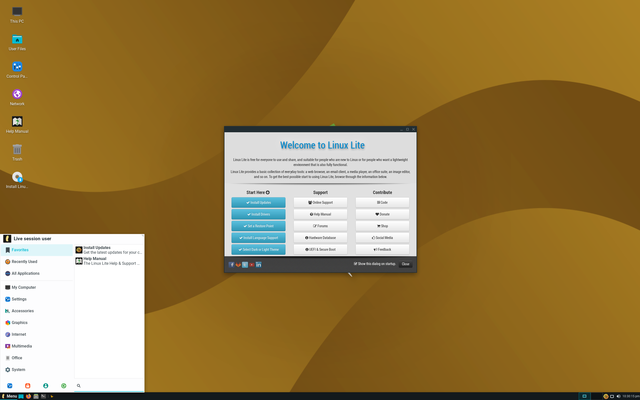 This PC
User Files
Control Pa...
Network
Help Manual
Trash
Install Linu...
Welcome to Linux Lite
Linux Lite is free for everyone to use and share, and suitable for people who are new to Linux or for people who want a lightweight
environment that is also fully functional.
Linux Lite provides a basic collection of everyday tools: a web browser, an email client, a media player, an office suite, an image editor
and so on. To get the best possible start to using Linux Lite, browse through the information below.
Start Here
Support
Contribute
Install Updates
Online Support
Code
Install Drivers
Help Manual
Donate
Set a Restore Point
Forums
Shop
Install Language Support
Hardware Database
Social Media
Select Dark or Light Theme
UEFI & Secure Boot
Feedback
Show this dialog on startup
Close
Live session user
Favorites
Recently Used
All Applications
My Computer
Settings
Accessories
Graphics
Internet
Multimedia
Office
System
Install Updates
Get the latest updates for your s...
Help Manual
The Linux Lite Help & Support ...
Menu